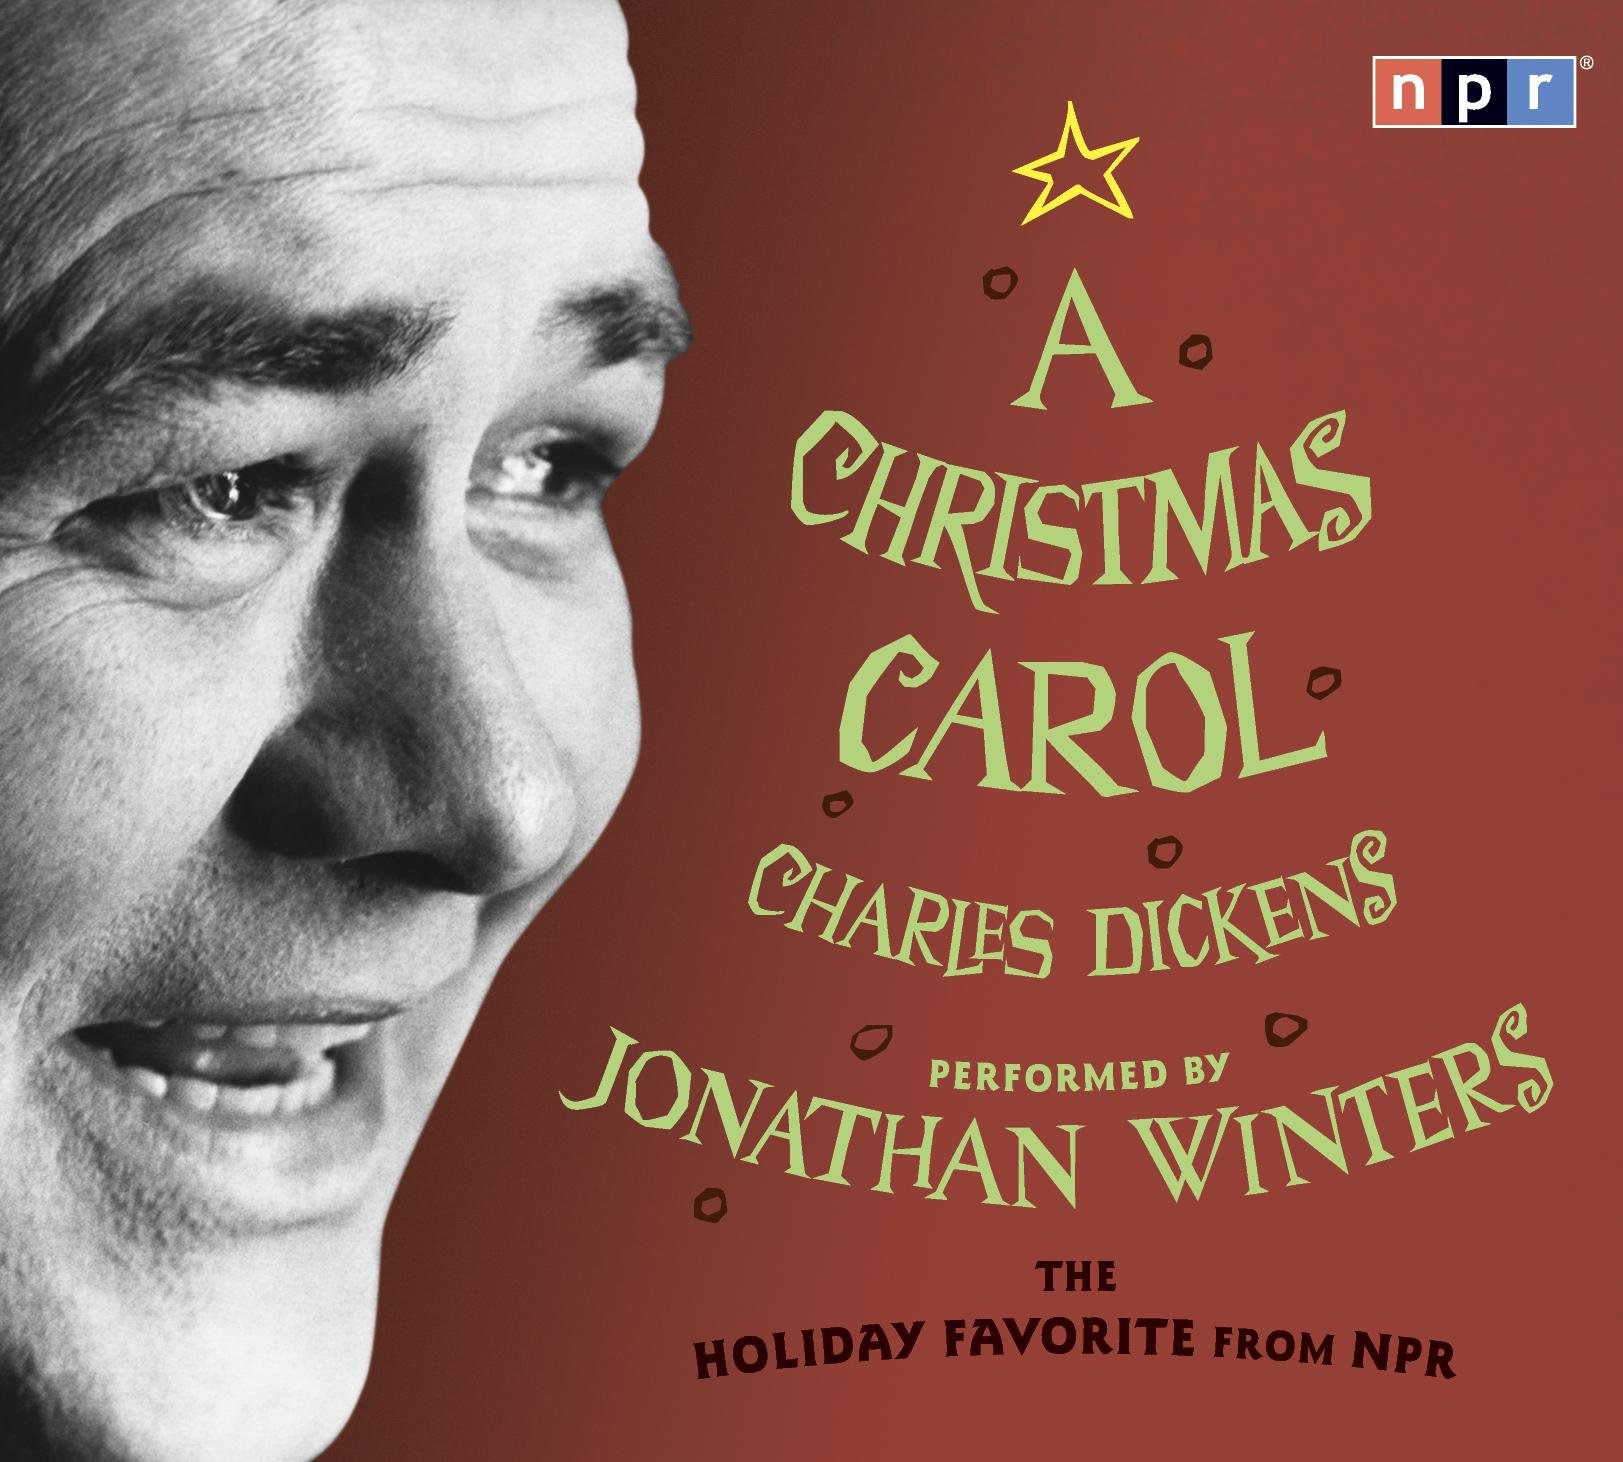 npr®
A
CHRISTMAS
CAROL
CHARLES DICKENS
PERFORMED BY
JONATHAN WINTERS
THE
HOLIDAY FAVORITE FROM NPR